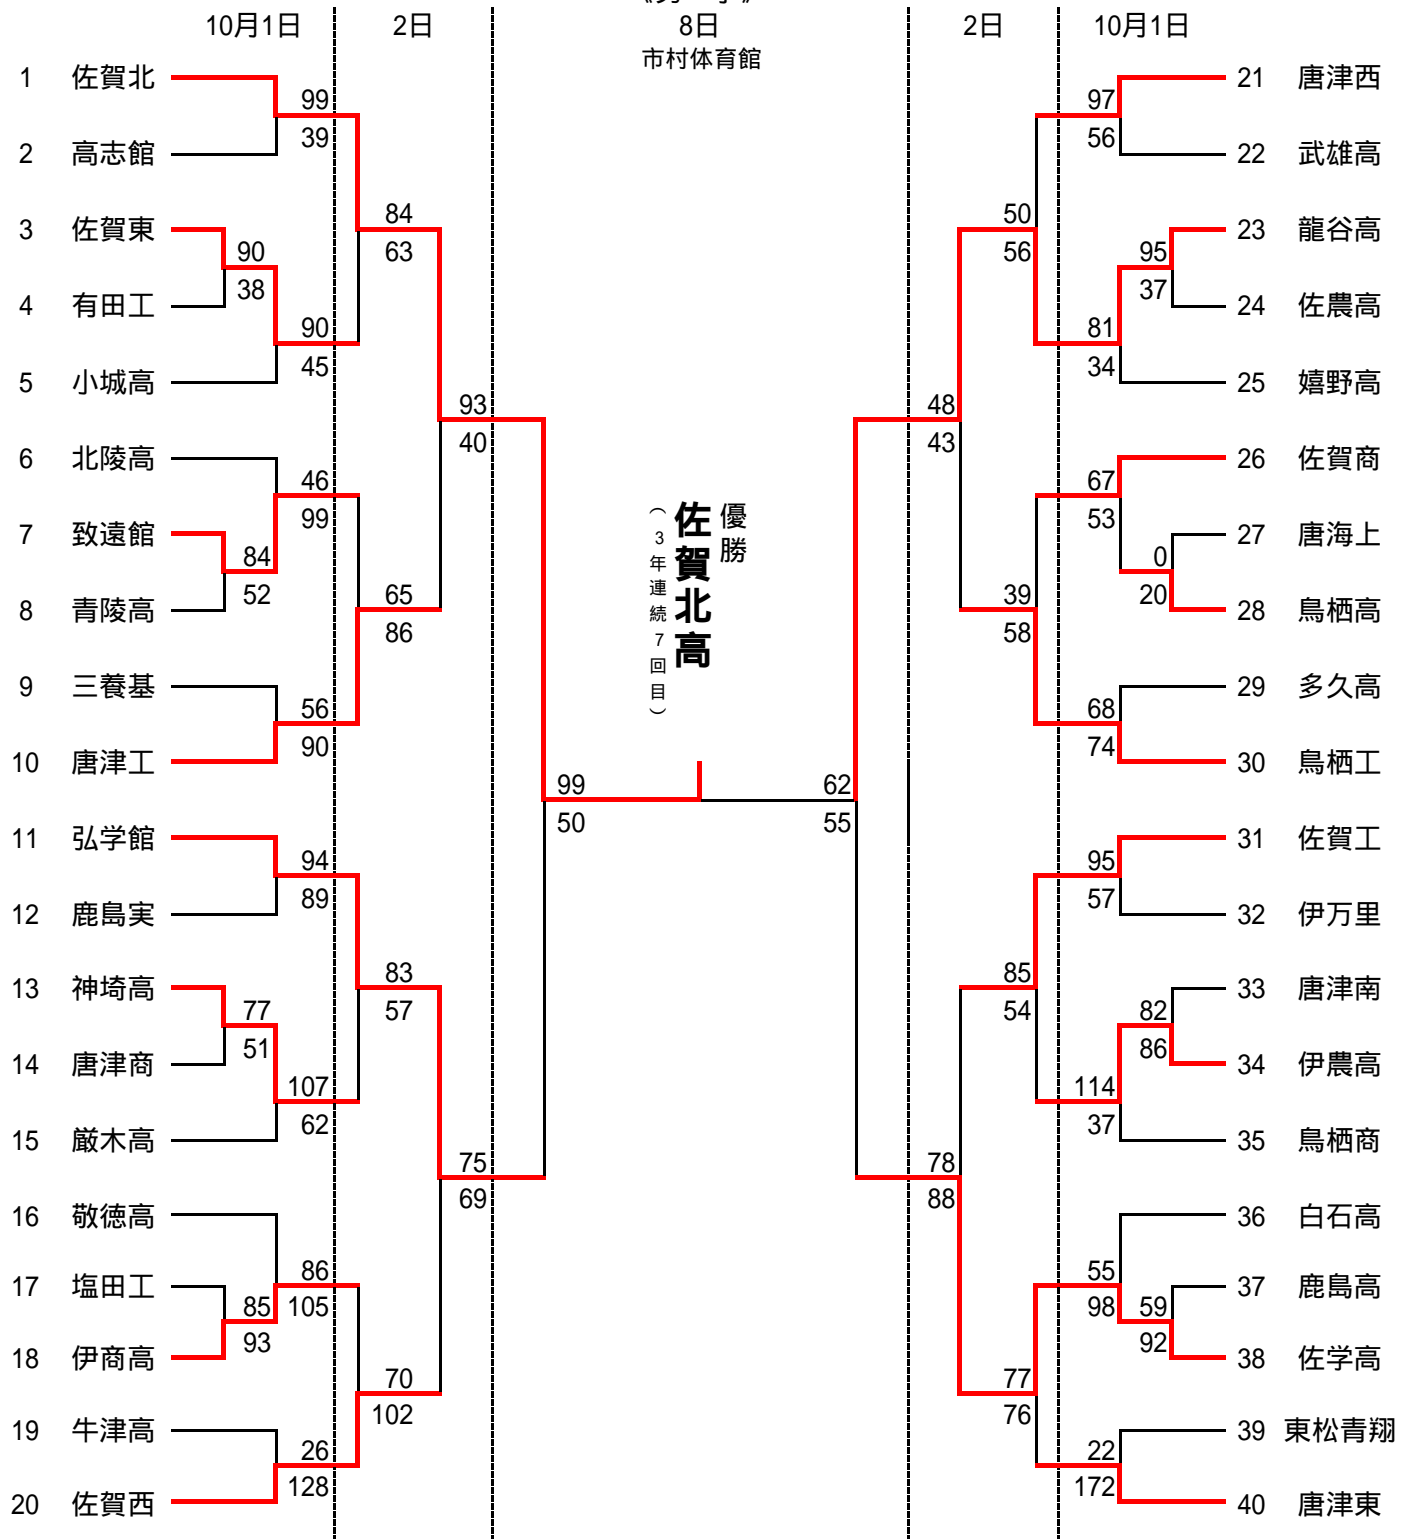 10月1日 2日 8日 2日 10月1日
市村体育館
1 佐賀北
2 高志館
3 佐賀東
4 有田工
5 小城高
6 北陵高
7 致遠館
8 青陵高
9 三養基
10 唐津工
11 弘学館
12 鹿島実
13 神埼高
14 唐津商
15 厳木高
16 敬徳高
17 塩田工
18 伊商高
19 牛津高
20 佐賀西
99
39
90
38
90
45
46
99
84
52
56
90
94
89
77
51
107
62
86
105
85
93
26
128
84
63
65
86
83
57
70
102
93
40
75
69
99
50
優勝
佐賀北高
(3年連続7回目)
62
55
48
43
78
88
50
56
39
58
85
54
77
76
97
56
95
37
81
34
67
53
0
20
68
74
95
57
82
86
114
37
55
98
59
92
22
172
21 唐津西
22 武雄高
23 龍谷高
24 佐農高
25 嬉野高
26 佐賀商
27 唐海上
28 鳥栖高
29 多久高
30 鳥栖工
31 佐賀工
32 伊万里
33 唐津南
34 伊農高
35 鳥栖商
36 白石高
37 鹿島高
38 佐学高
39 東松青翔
40 唐津東